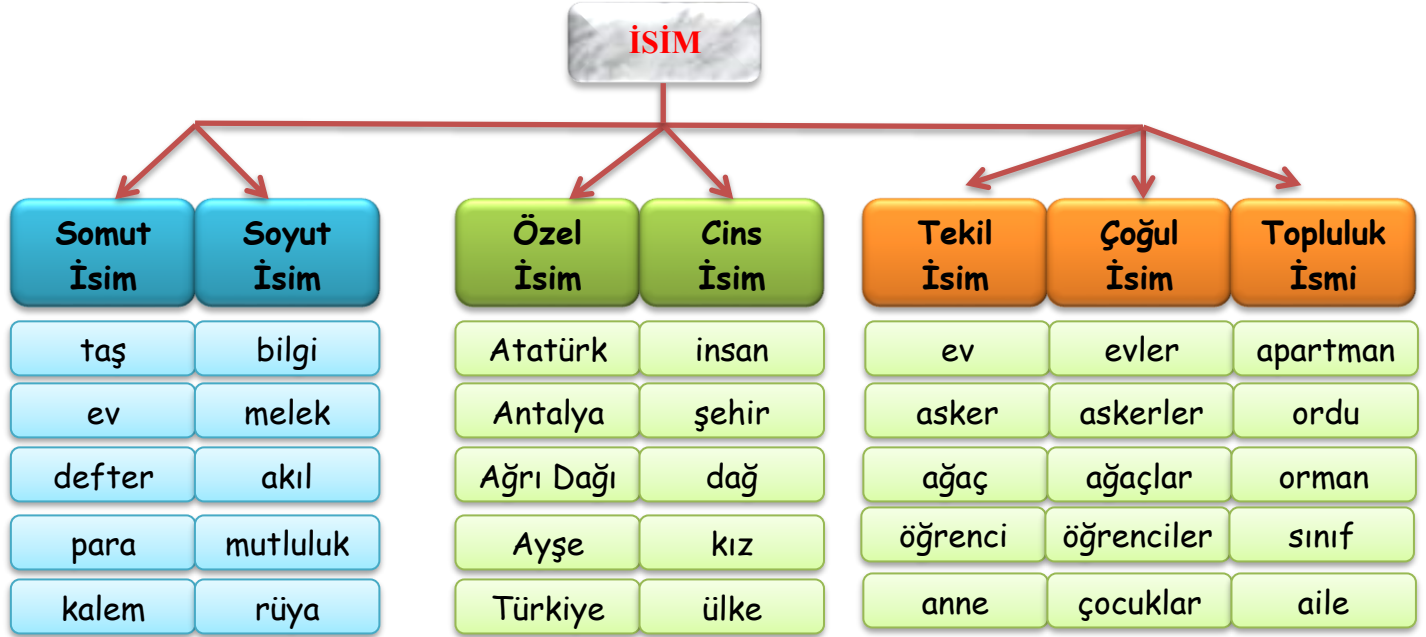 İSİM
Somut İsim
Soyut İsim
Özel İsim
Cins İsim
Tekil İsim
Çoğul İsim
Topluluk İsmi
taş bilgi Atatürk insan ev evler apartman
ev melek Antalya şehir asker askerler ordu
defter akıl Ağrı Dağı dağ ağaç ağaçlar orman
para mutluluk Ayşe kız öğrenci öğrenciler sınıf
kalem rüya Türkiye ülke anne çocuklar aile